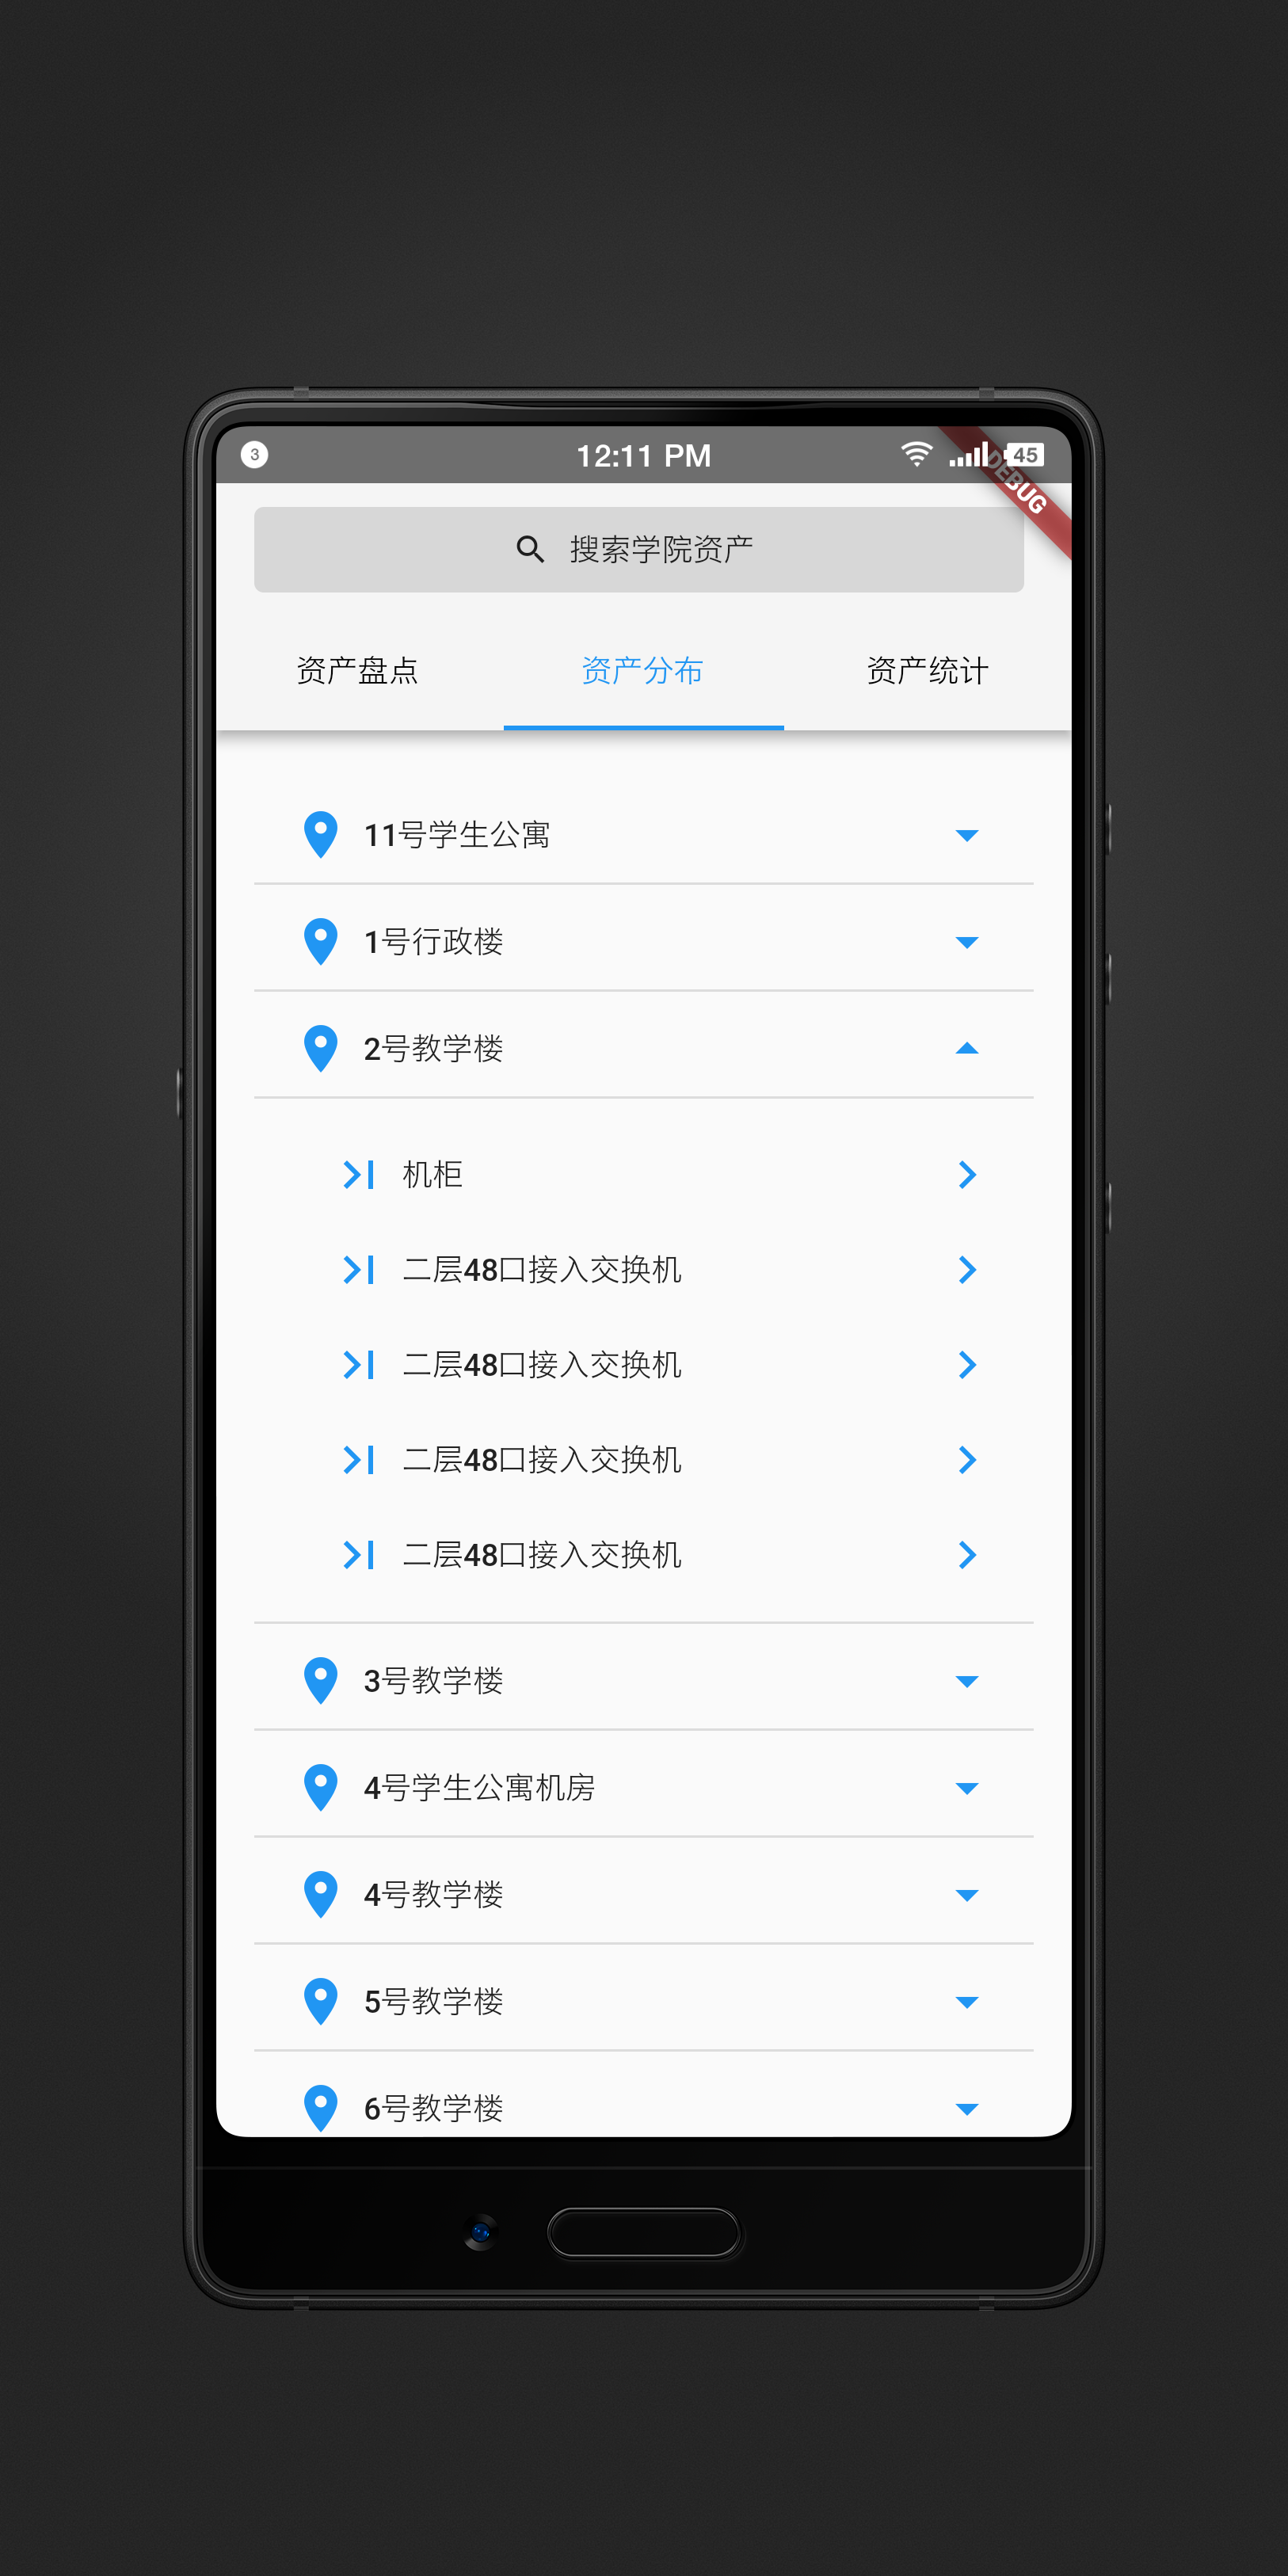 3 12:11 PM 45
DEBUG
搜索学院资产
资产盘点 资产分布 资产统计
11号学生公寓
1号行政楼
2号教学楼
机柜
二层48口接入交换机
二层48口接入交换机
二层48口接入交换机
二层48口接入交换机
3号教学楼
4号学生公寓机房
4号教学楼
5号教学楼
6号教学楼